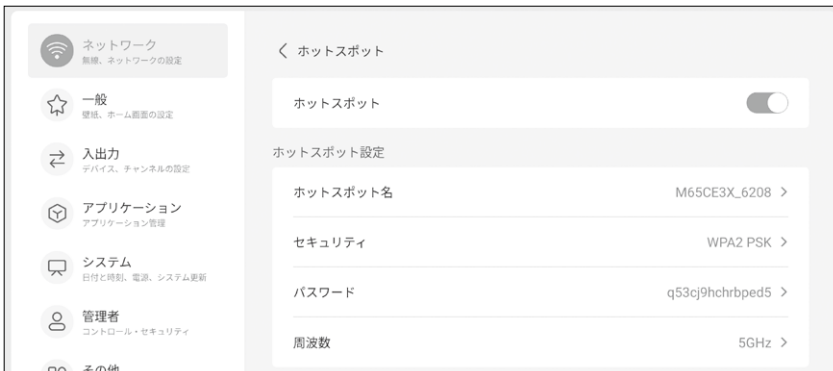 ネットワーク
無線、ネットワークの設定
一般
壁紙、ホーム画面の設定
入出力
デバイス、チャンネルの設定
アプリケーション
アプリケーション管理
システム
日付と時刻、電源、システム更新
管理者
コントロール・セキュリティ
その他
ホットスポット
ホットスポット
ホットスポット設定
ホットスポット名 M65CE3X_6208
セキュリティ WPA2 PSK
パスワード q53cj9hchrbped5
周波数 5GHz